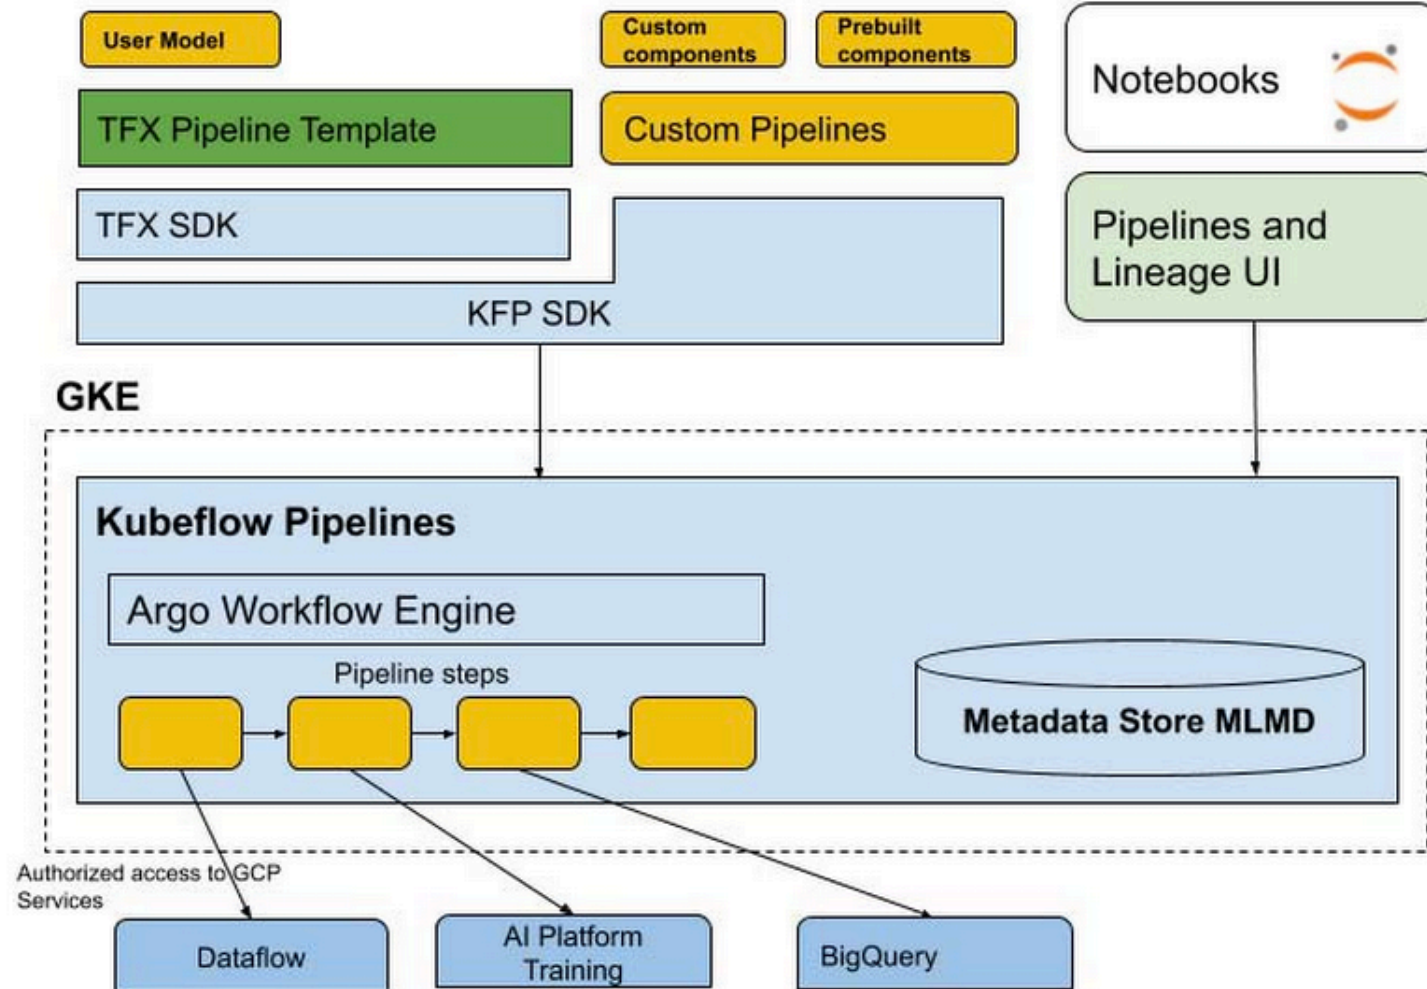 User Model
Custom
components
Prebuilt
components
Notebooks
TFX Pipeline Template
Custom Pipelines
TFX SDK
Pipelines and
Lineage UI
KFP SDK
GKE
Kubeflow Pipelines
Argo Workflow Engine
Pipeline steps
Metadata Store MLMD
Authorized access to GCP
Services
Dataflow
AI Platform
Training
BigQuery